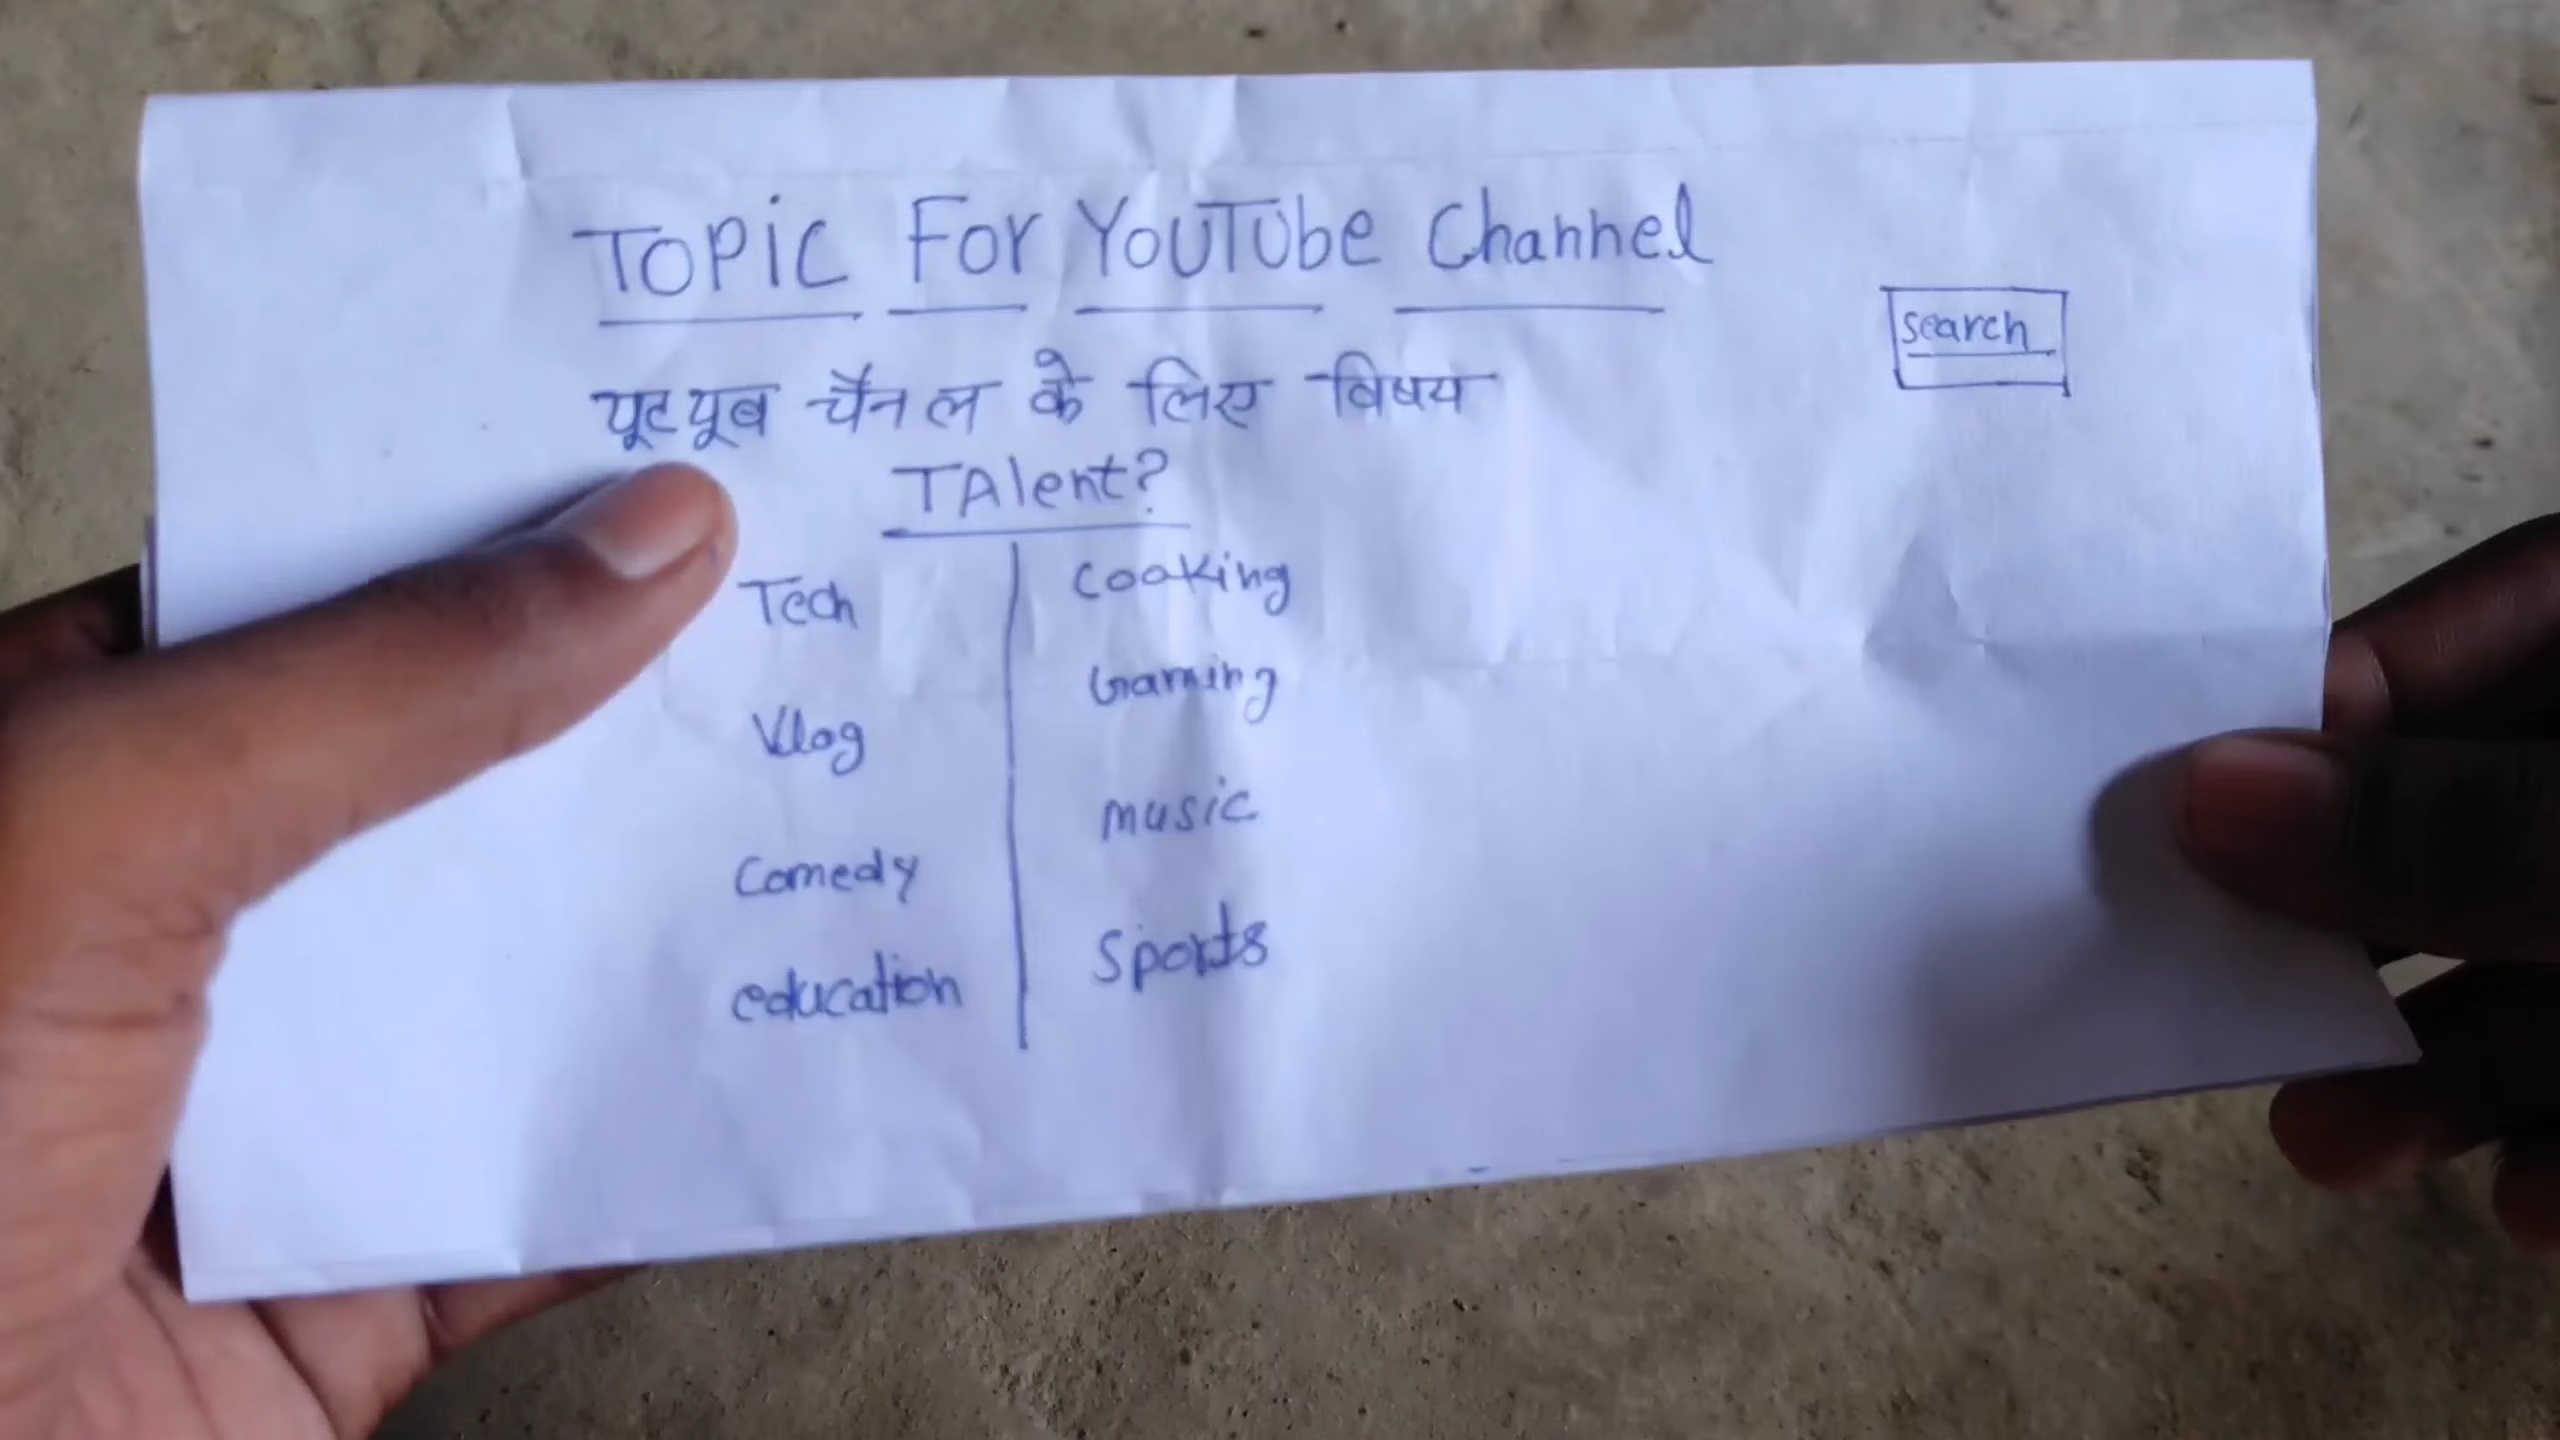 TOPiC For YouTube Channel
search
यूटयूब चैनल के लिए विषय
TAlent?
Tech
Vlog
Comedy
education
Cooking
Gaming
music
Sports